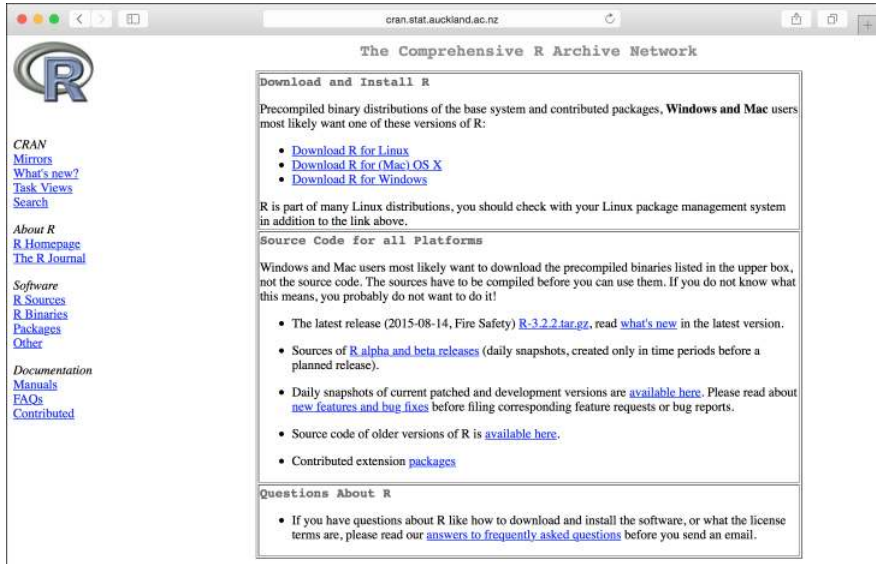 cran.stat.auckland.ac.nz
The Comprehensive R Archive Network
R
CRAN
Mirrors
What's new?
Task Views
Search
About R
R Homepage
The R Journal
Software
R Sources
R Binaries
Packages
Other
Documentation
Manuals
FAQs
Contributed
Download and Install R
Precompiled binary distributions of the base system and contributed packages, Windows and Mac users
most likely want one of these versions of R:
• Download R for Linux
• Download R for (Mac) OS X
• Download R for Windows
R is part of many Linux distributions, you should check with your Linux package management system
in addition to the link above.
Source Code for all Platforms
Windows and Mac users most likely want to download the precompiled binaries listed in the upper box,
not the source code. The sources have to be compiled before you can use them. If you do not know what
this means, you probably do not want to do it!
• The latest release (2015-08-14, Fire Safety) R-3.2.2.tar.gz, read what's new in the latest version.
• Sources of R alpha and beta releases (daily snapshots, created only in time periods before a
planned release).
• Daily snapshots of current patched and development versions are available here. Please read about
new features and bug fixes before filing corresponding feature requests or bug reports.
• Source code of older versions of R is available here.
• Contributed extension packages
Questions About R
• If you have questions about R like how to download and install the software, or what the license
terms are, please read our answers to frequently asked questions before you send an email.